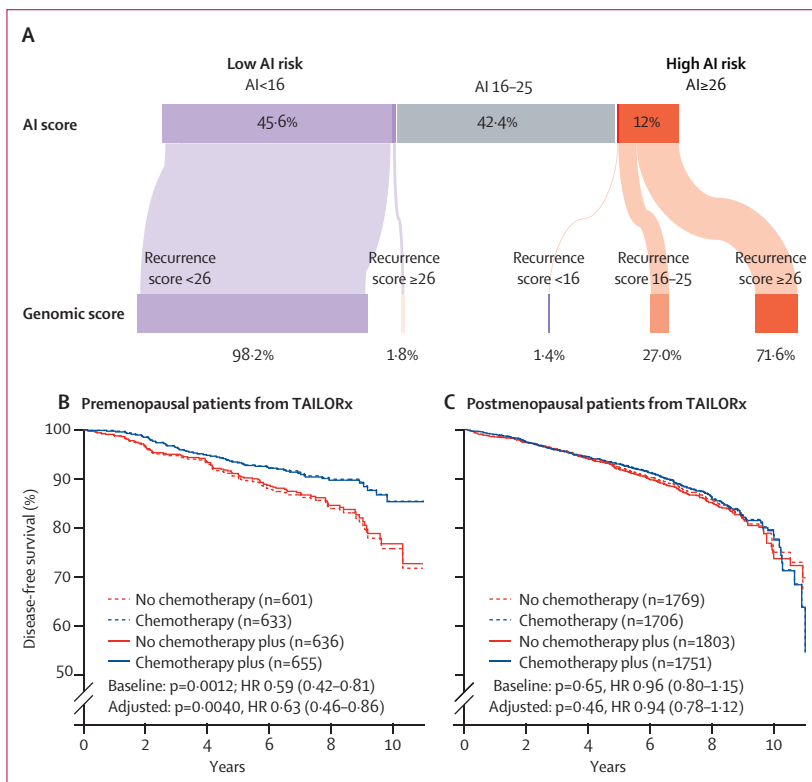 A
Low AI risk
High AI risk
AI<16
AI 16–25
AI≥26
AI score
45·6%
42·4%
12%
Recurrence
score <26
Recurrence
score ≥26
Recurrence
score <16
Recurrence
score 16–25
Recurrence
score ≥26
Genomic score
98·2%
1·8%
1·4%
27·0%
71·6%
B Premenopausal patients from TAILORx
Disease-free survival (%)
100
90
80
70
60
50
0
No chemotherapy (n=601)
Chemotherapy (n=633)
No chemotherapy plus (n=636)
Chemotherapy plus (n=655)
Baseline: p=0·0012; HR 0·59 (0·42–0·81)
Adjusted: p=0·0040, HR 0·63 (0·46–0·86)
0 2 4 6 8 10
Years
C Postmenopausal patients from TAILORx
No chemotherapy (n=1769)
Chemotherapy (n=1706)
No chemotherapy plus (n=1803)
Chemotherapy plus (n=1751)
Baseline: p=0·65, HR 0·96 (0·80–1·15)
Adjusted: p=0·46, HR 0·94 (0·78–1·12)
0 2 4 6 8 10
Years